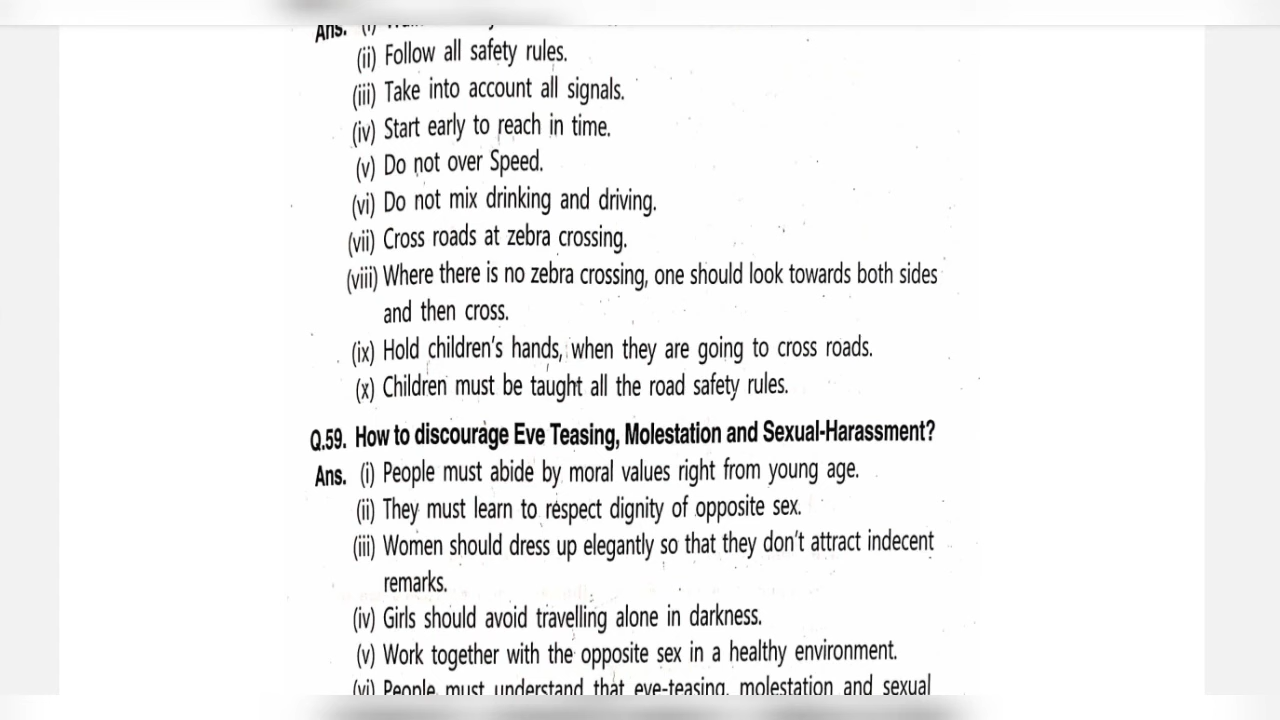 Ans. (i)
(ii) Follow all safety rules.
(iii) Take into account all signals.
(iv) Start early to reach in time.
(v) Do not over Speed.
(vi) Do not mix drinking and driving.
(vii) Cross roads at zebra crossing.
(viii) Where there is no zebra crossing, one should look towards both sides
and then cross.
(ix) Hold children's hands, when they are going to cross roads.
(x) Children must be taught all the road safety rules.
Q.59. How to discourage Eve Teasing, Molestation and Sexual-Harassment?
Ans. (i) People must abide by moral values right from young age.
(ii) They must learn to respect dignity of opposite sex.
(iii) Women should dress up elegantly so that they don't attract indecent
remarks.
(iv) Girls should avoid travelling alone in darkness.
(v) Work together with the opposite sex in a healthy environment.
(vi) People must understand that eve-teasing, molestation and sexual